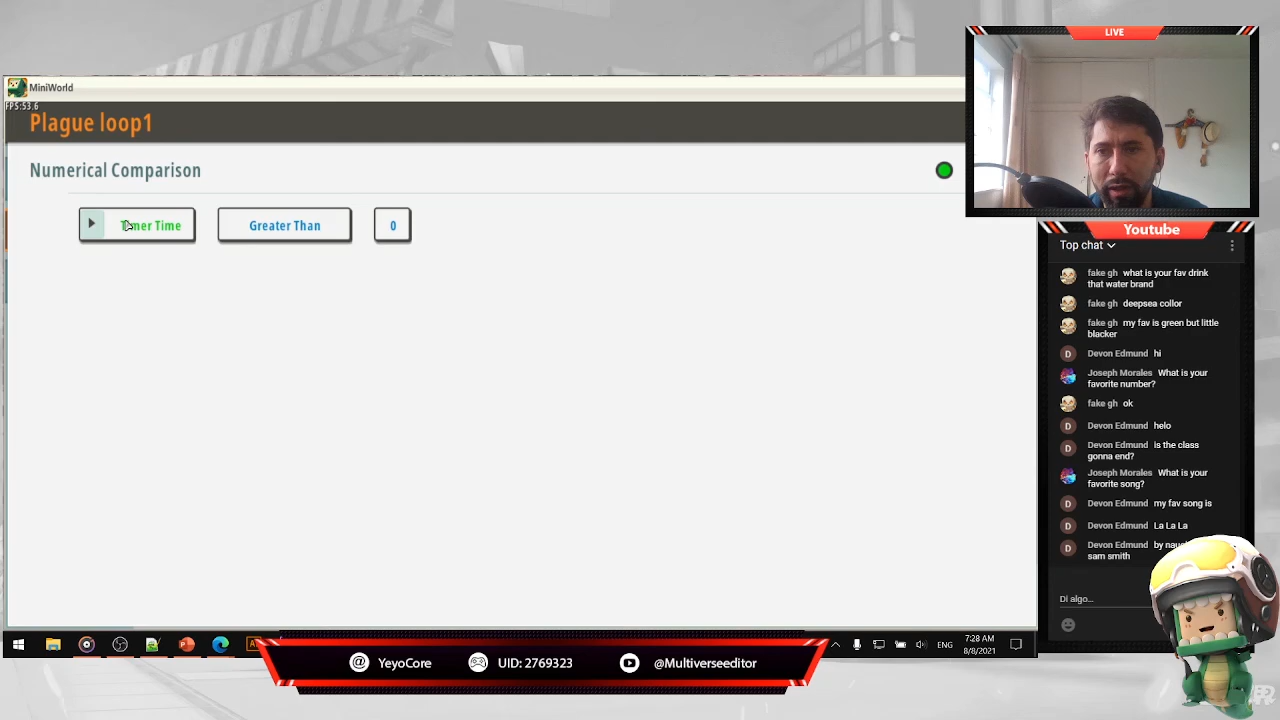 MiniWorld
FPS:53.6
Plague loop1
Numerical Comparison
Timer Time
Greater Than
0
LIVE
Youtube
Top chat
fake gh what is your fav drink
that water brand
fake gh deepsea collor
fake gh my fav is green but little
blacker
Devon Edmund hi
Joseph Morales What is your
favorite number?
fake gh ok
Devon Edmund helo
Devon Edmund is the class
gonna end?
Joseph Morales What is your
favorite song?
Devon Edmund my fav song is
Devon Edmund La La La
Devon Edmund by
sam smith
Di algo...
ENG
7:28 AM
8/8/2021
YeyoCore
UID: 2769323
@Multiverseeditor